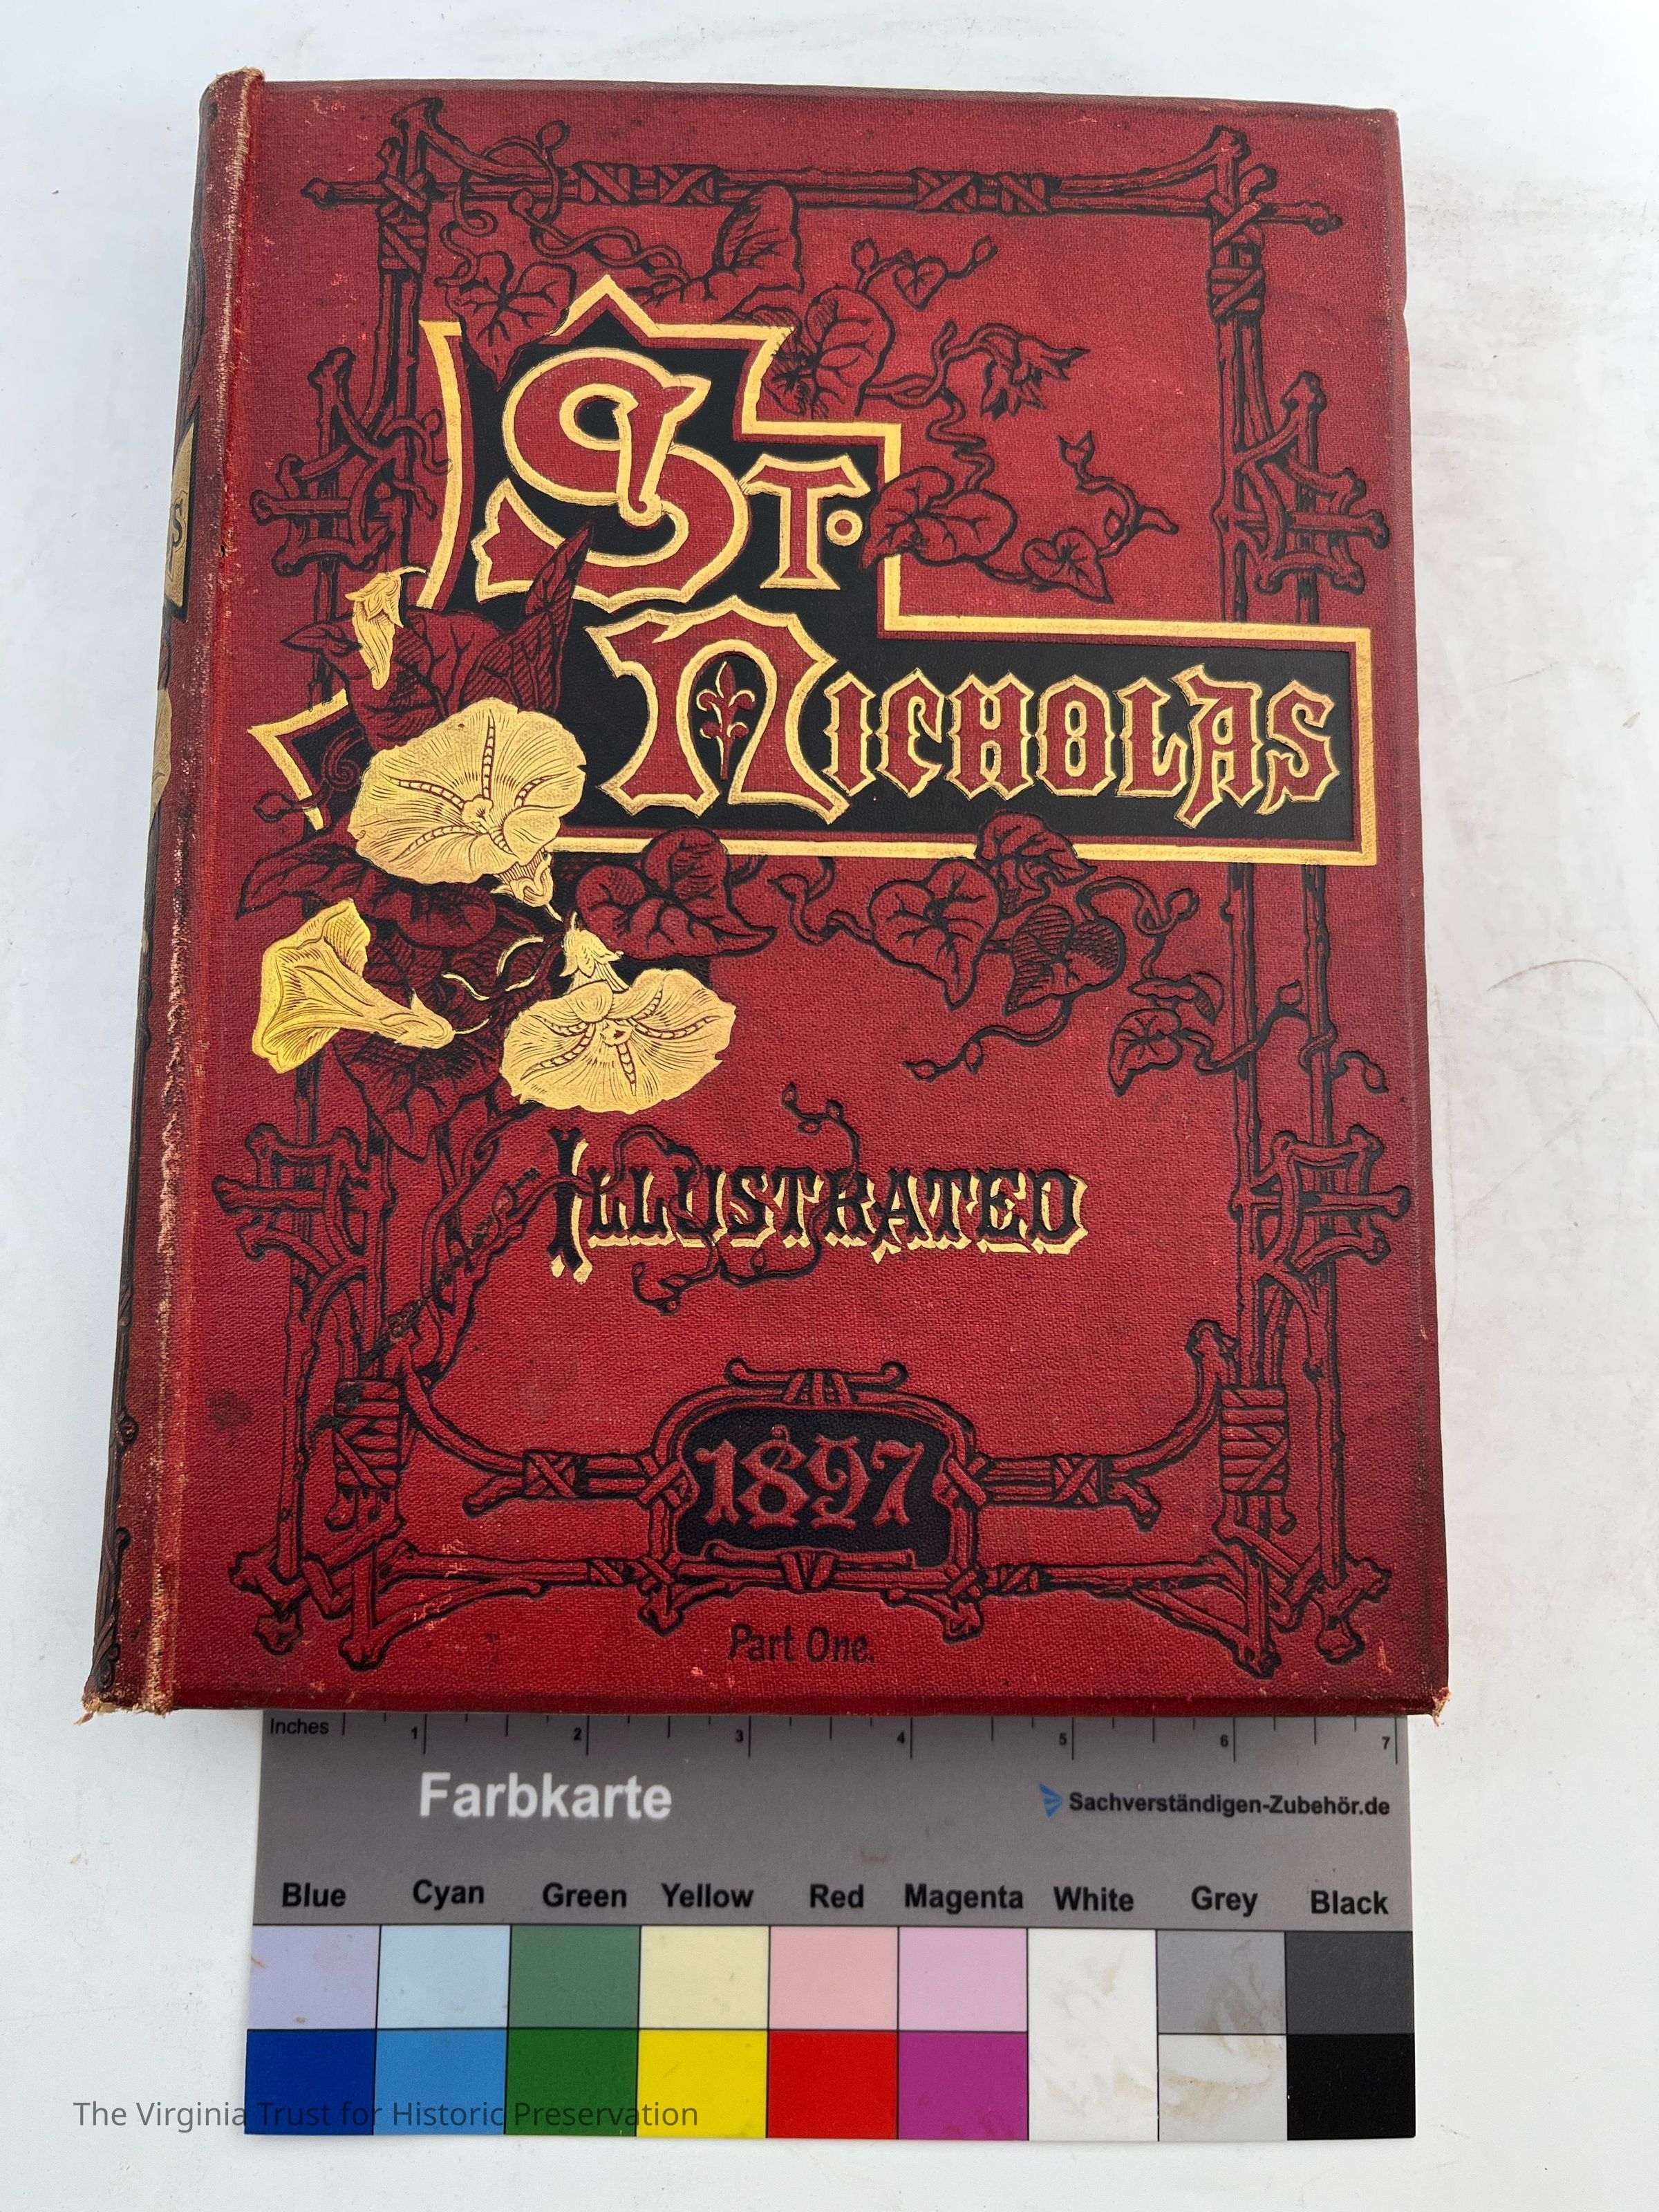 St.
Nicholas
Illustrated
1897
Part One.
Inches 1 2 3 4 5 6 7
Farbkarte
Sachverständigen-Zubehör.de
Blue Cyan Green Yellow Red Magenta White Grey Black
The Virginia Trust for Historic Preservation